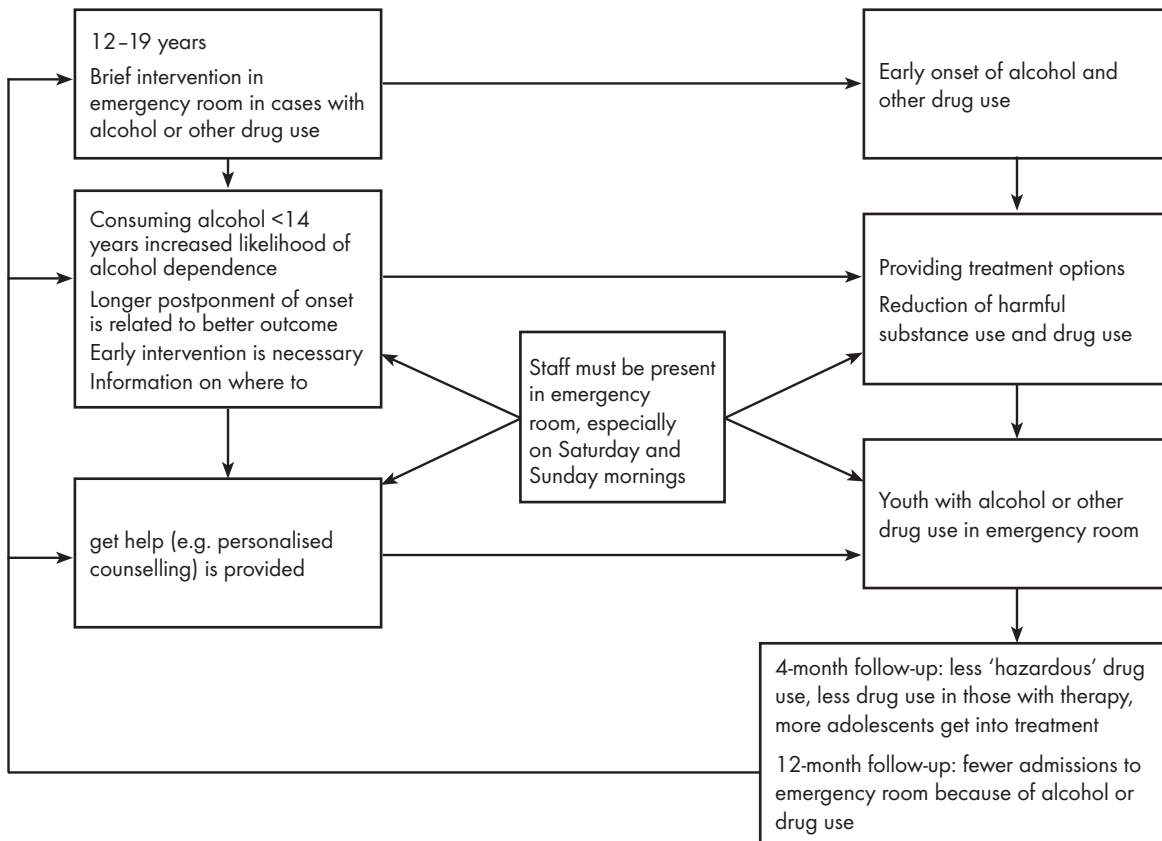 12–19 years
Brief intervention in
emergency room in cases with
alcohol or other drug use
Early onset of alcohol and
other drug use
Consuming alcohol <14
years increased likelihood of
alcohol dependence
Longer postponment of onset
is related to better outcome
Early intervention is necessary
Information on where to
Providing treatment options
Reduction of harmful
substance use and drug use
Staff must be present
in emergency
room, especially
on Saturday and
Sunday mornings
get help (e.g. personalised
counselling) is provided
Youth with alcohol or other
drug use in emergency room
4-month follow-up: less ‘hazardous’ drug
use, less drug use in those with therapy,
more adolescents get into treatment
12-month follow-up: fewer admissions to
emergency room because of alcohol or
drug use